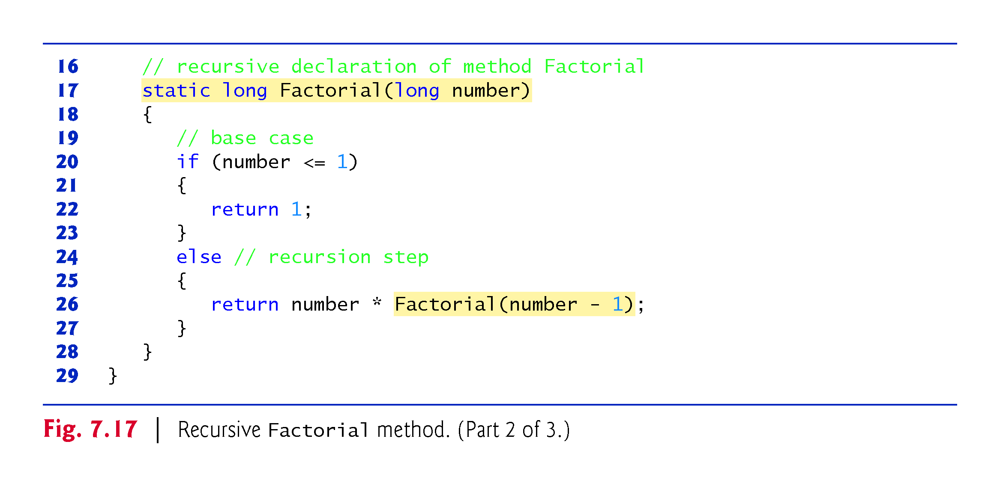 16 // recursive declaration of method Factorial
17 static long Factorial(long number)
18 {
19 // base case
20 if (number <= 1)
21 {
22 return 1;
23 }
24 else // recursion step
25 {
26 return number * Factorial(number - 1);
27 }
28 }
29 }
Fig. 7.17 | Recursive Factorial method. (Part 2 of 3.)